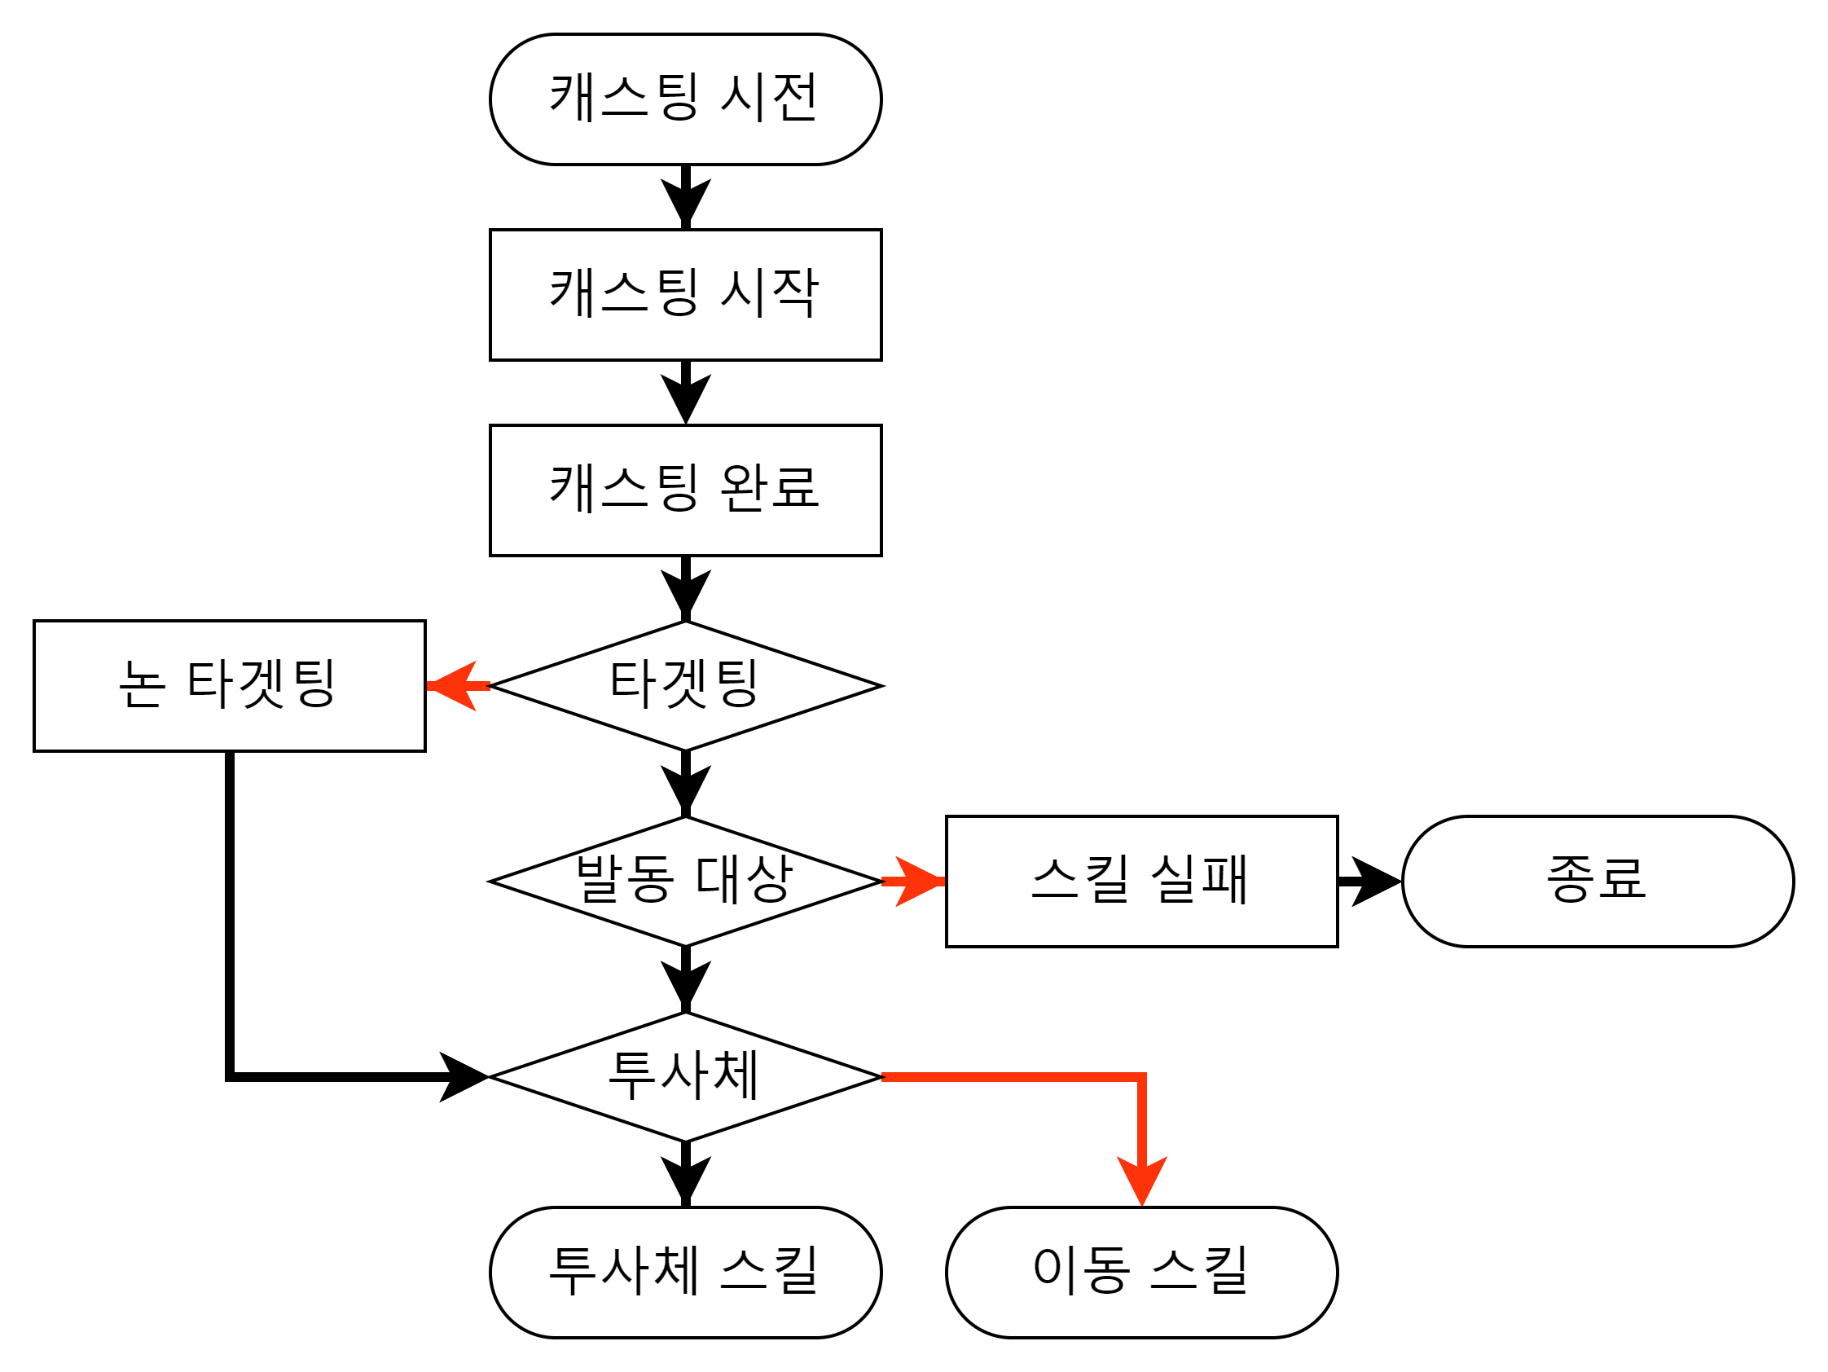 캐스팅 시전
캐스팅 시작
캐스팅 완료
논 타겟팅
타겟팅
발동 대상
스킬 실패
종료
투사체
투사체 스킬
이동 스킬